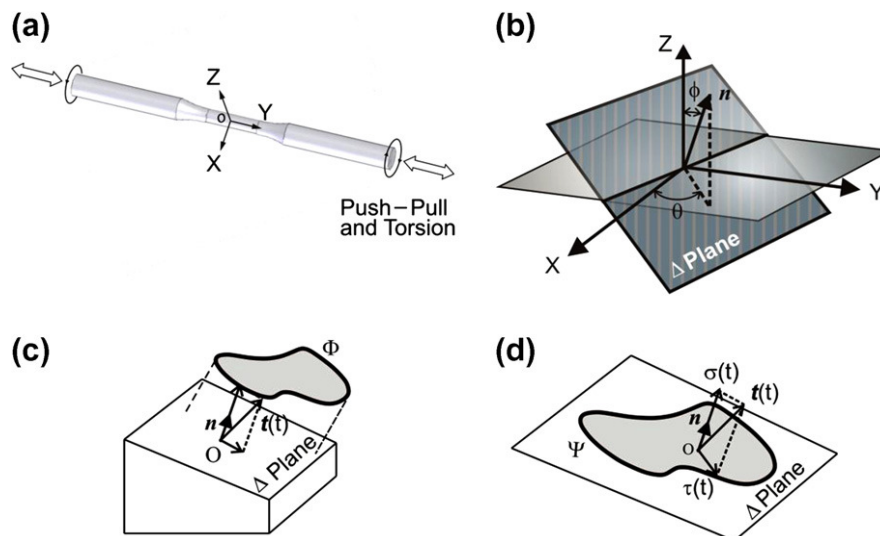 (a)
Z
Y
o
X
Push–Pull
and Torsion
(b)
Z
ϕ
n
Y
θ
X
Δ Plane
(c)
Φ
n
t(t)
O
Δ Plane
(d)
σ(t)
t(t)
n
o
Ψ
τ(t)
Δ Plane